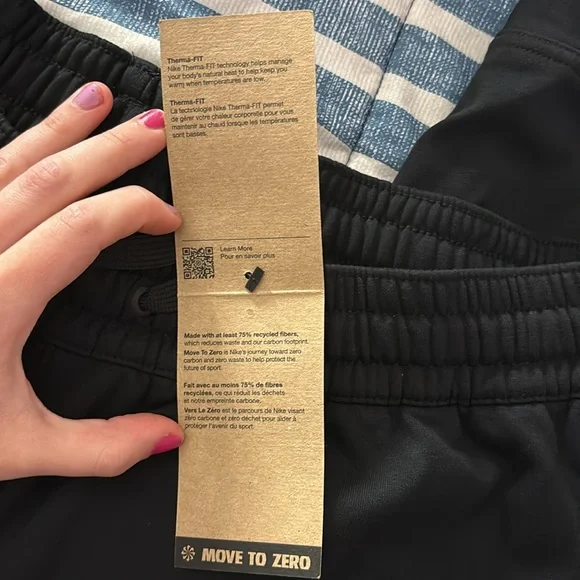 Therma-FIT
Nike Therma-FIT technology helps manage
your body's natural heat to help keep you
warm when temperatures are low.
Therma-FIT
La technologie Nike Therma-FIT permet
de gérer votre chaleur corporelle pour vous
maintenir au chaud lorsque les températures
sont basses.
Learn More
Pour en savoir plus
Made with at least 75% recycled fibers,
which reduces waste and our carbon footprint.
Move To Zero is Nike's journey toward zero
carbon and zero waste to help protect the
future of sport.
Fait avec au moins 75% de fibres
recyclées, ce qui réduit les déchets
et notre empreinte carbone.
Vers Le Zéro est le parcours de Nike visant
zéro carbone et zéro déchet pour aider à
protéger l'avenir du sport.
MOVE TO ZERO